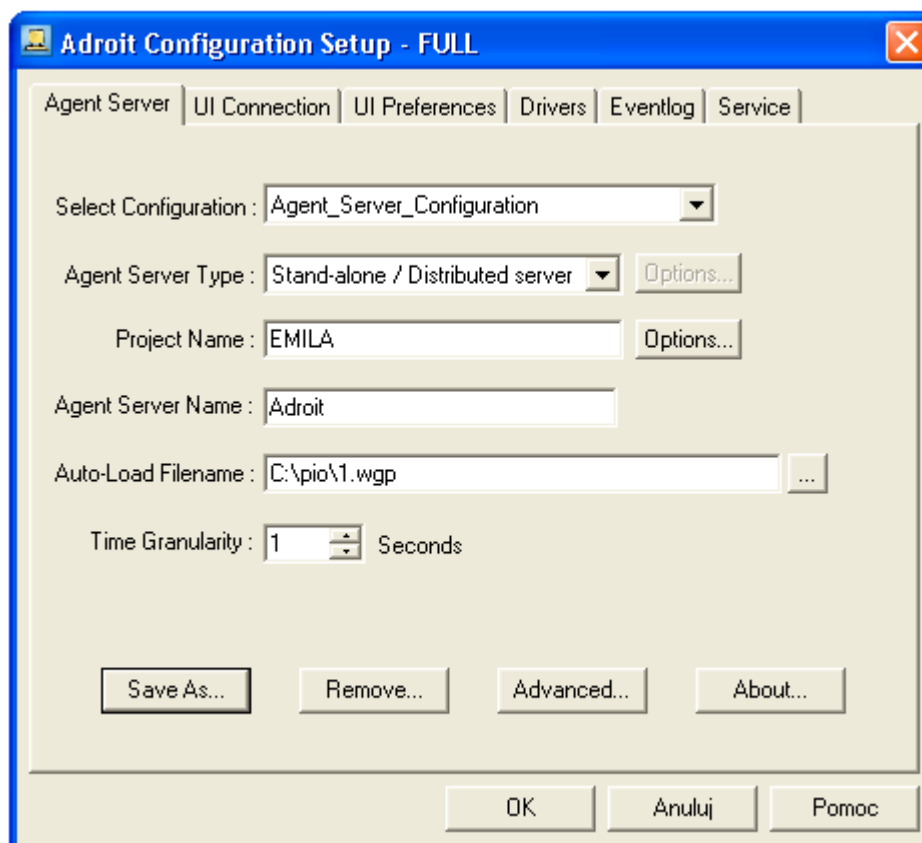 Adroit Configuration Setup - FULL
Agent Server UI Connection UI Preferences Drivers Eventlog Service
Select Configuration : Agent_Server_Configuration
Agent Server Type : Stand-alone / Distributed server Options...
Project Name : EMILA Options...
Agent Server Name : Adroit
Auto-Load Filename : C:\pio\1.wgp ...
Time Granularity : 1 Seconds
Save As... Remove... Advanced... About...
OK Anuluj Pomoc